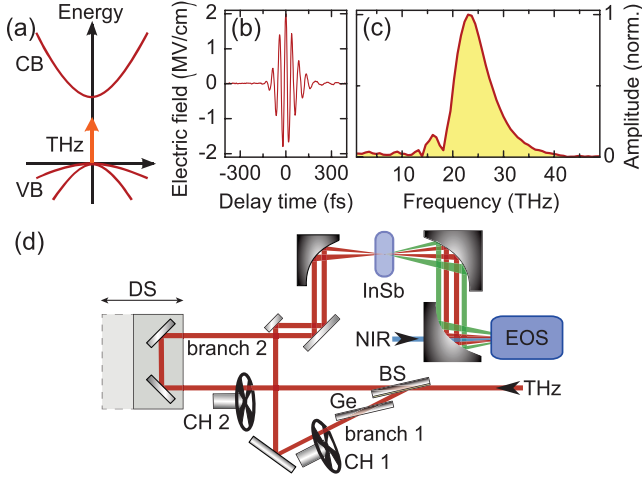 (a)
Energy
CB
THz
VB
(b)
Electric field (MV/cm)
2
1
0
-1
-2
-300
0
300
Delay time (fs)
(c)
Amplitude (norm.)
1
0
10
20
30
40
Frequency (THz)
(d)
DS
InSb
branch 2
NIR
EOS
BS
THz
CH 2
Ge
branch 1
CH 1